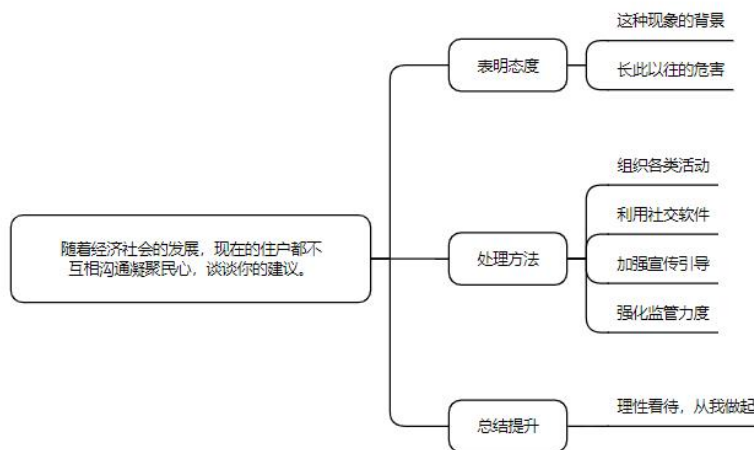 这种现象的背景
表明态度
长此以往的危害
组织各类活动
利用社交软件
随着经济社会的发展，现在的住户都不
互相沟通凝聚民心，谈谈你的建议。
处理方法
加强宣传引导
强化监管力度
理性看待，从我做起
总结提升